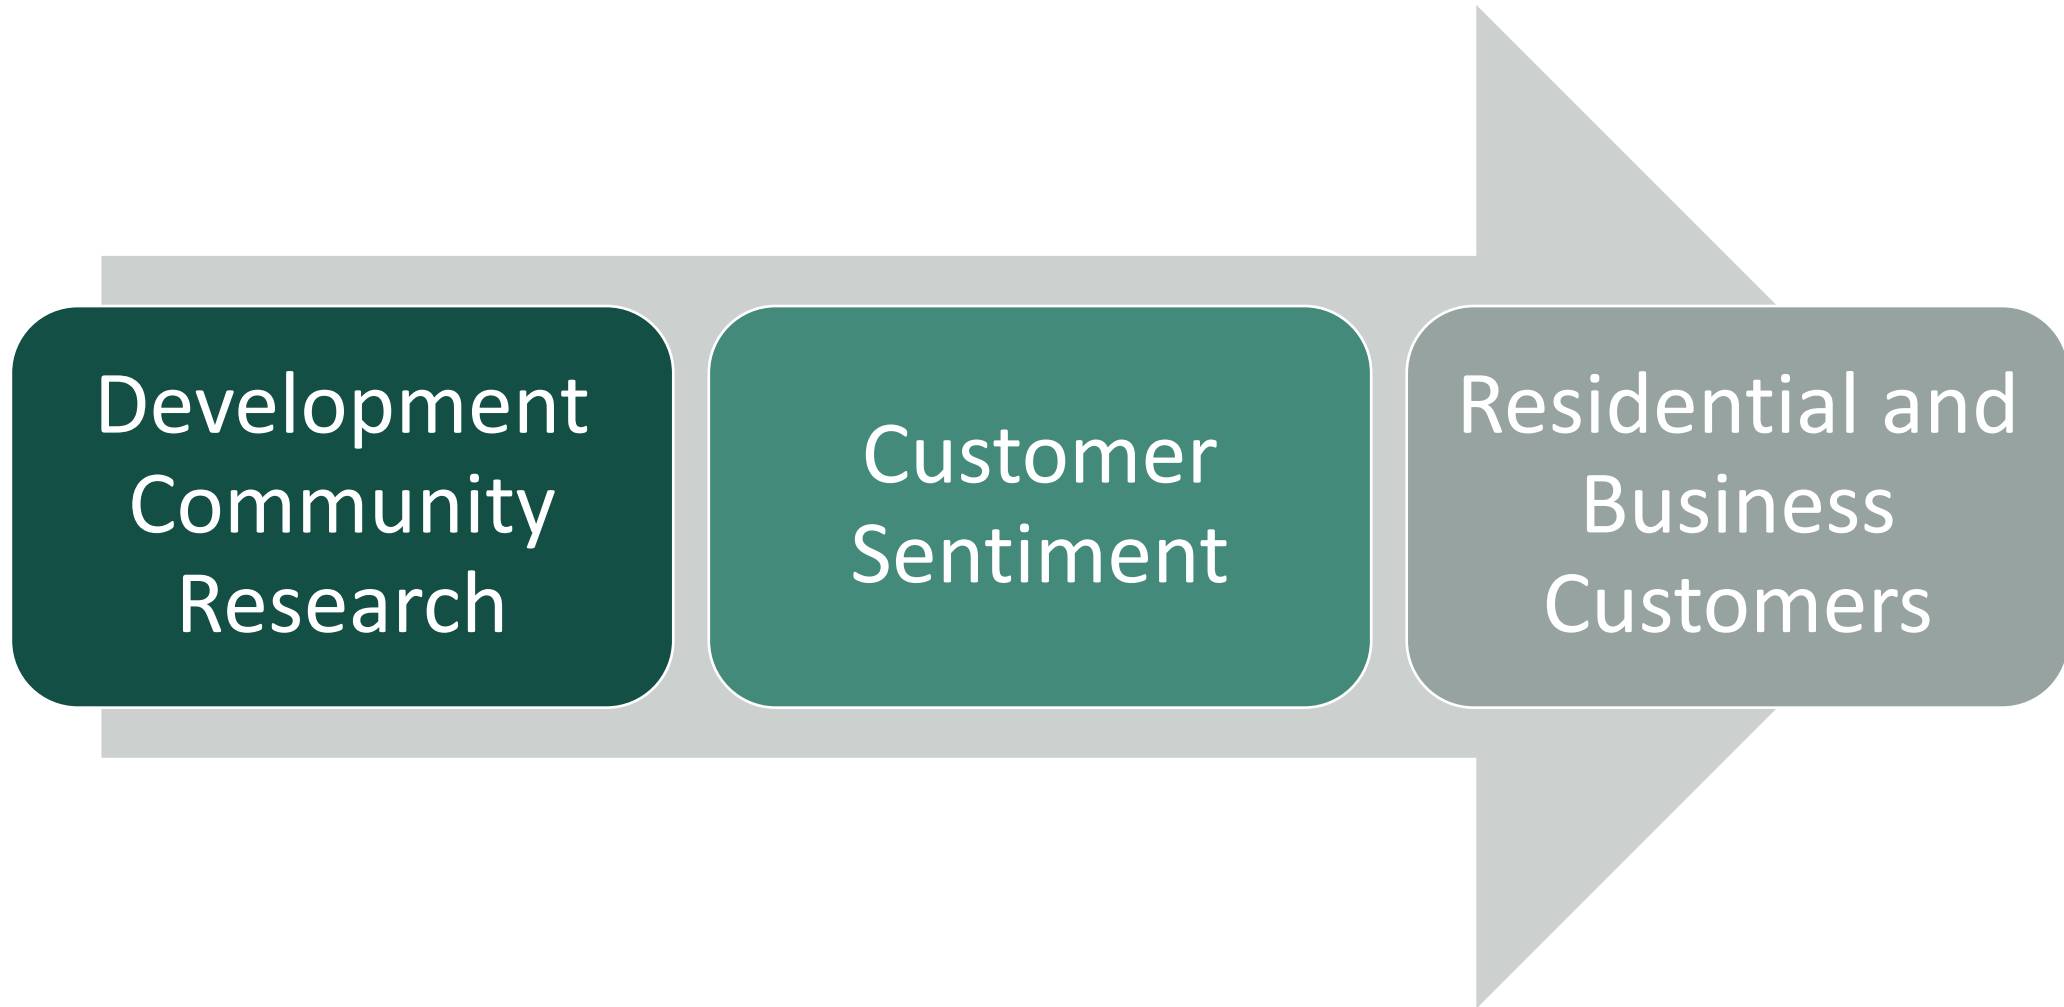 Development
Community
Research
Customer
Sentiment
Residential and
Business
Customers